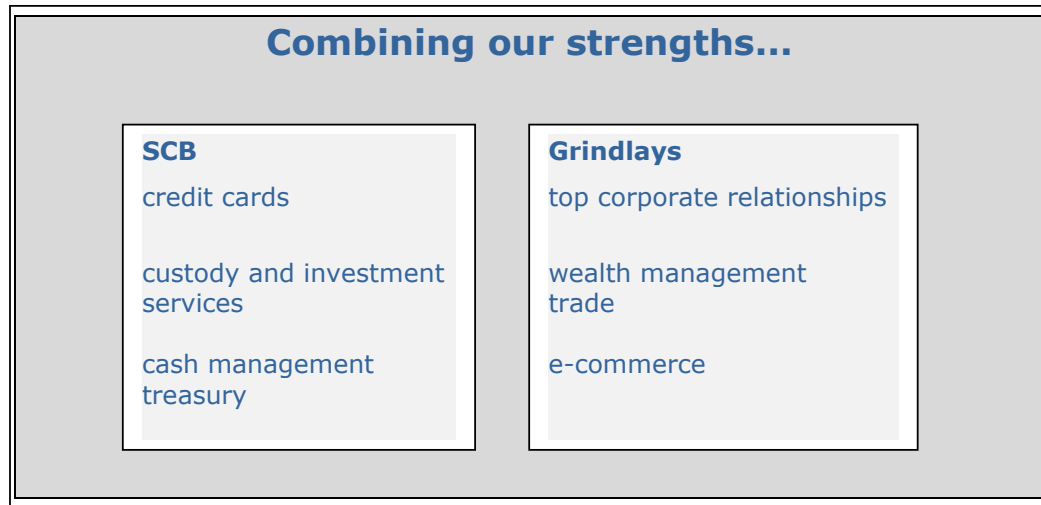 Combining our strengths...
SCB
credit cards
custody and investment
services
cash management
treasury
Grindlays
top corporate relationships
wealth management
trade
e-commerce